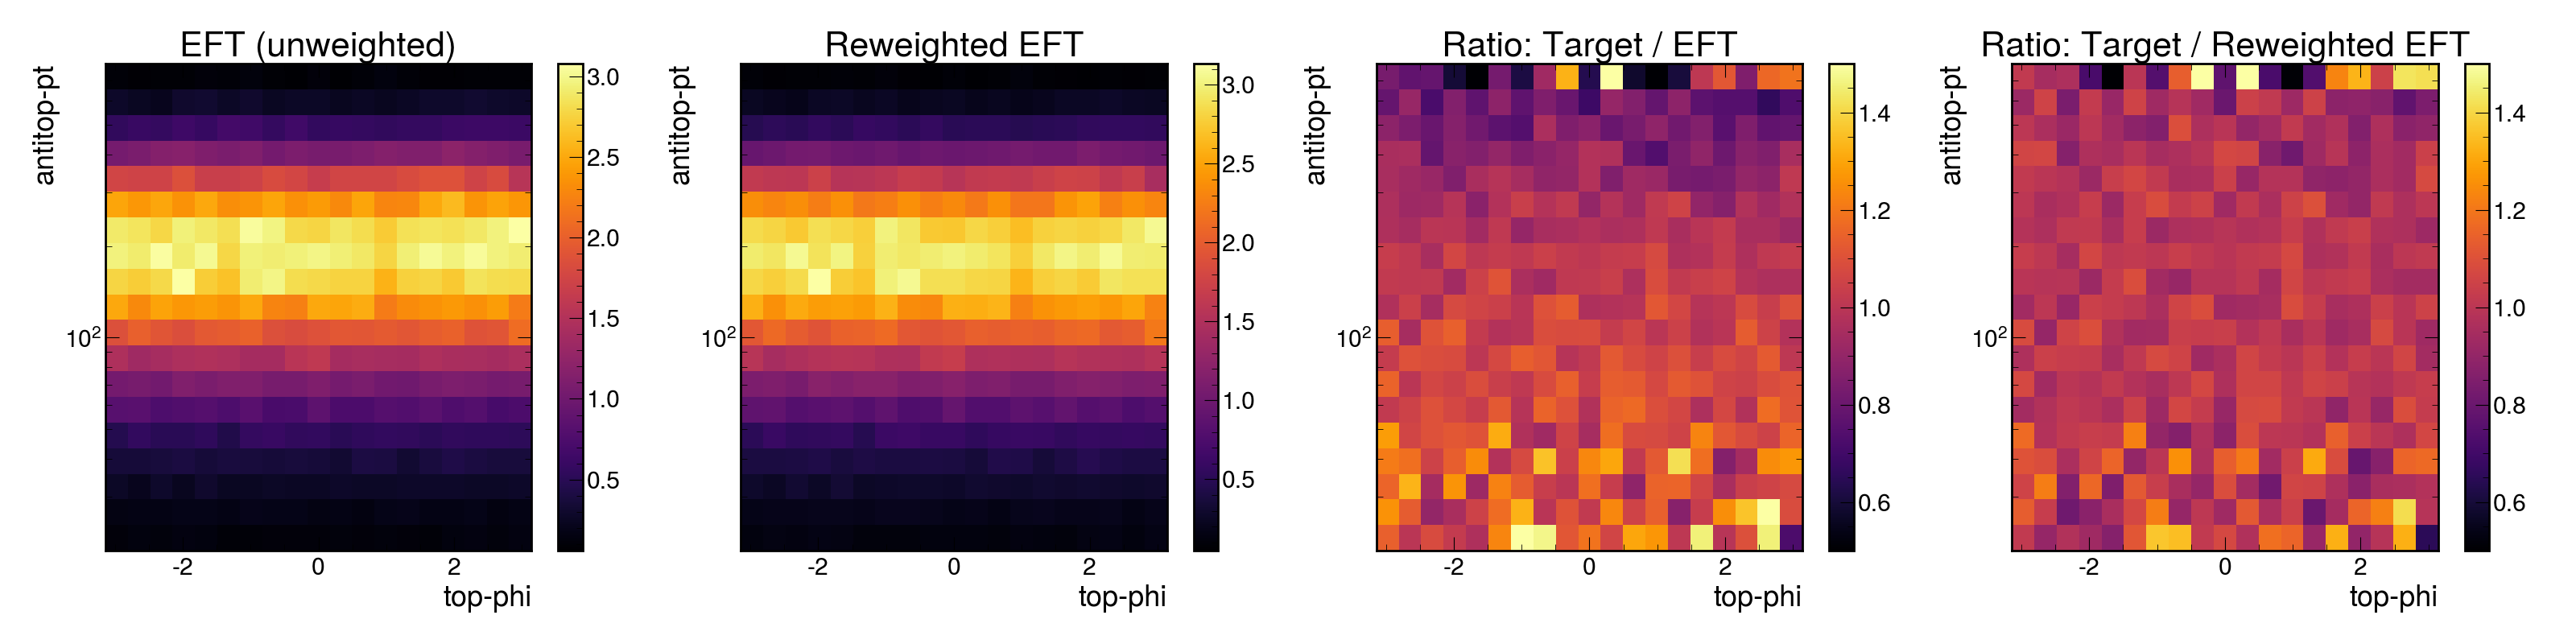 EFT (unweighted)
antitop-pt
10²
-2 0 2
top-phi
3.0
2.5
2.0
1.5
1.0
0.5
Reweighted EFT
antitop-pt
10²
-2 0 2
top-phi
3.0
2.5
2.0
1.5
1.0
0.5
Ratio: Target / EFT
antitop-pt
10²
-2 0 2
top-phi
1.4
1.2
1.0
0.8
0.6
Ratio: Target / Reweighted EFT
antitop-pt
10²
-2 0 2
top-phi
1.4
1.2
1.0
0.8
0.6